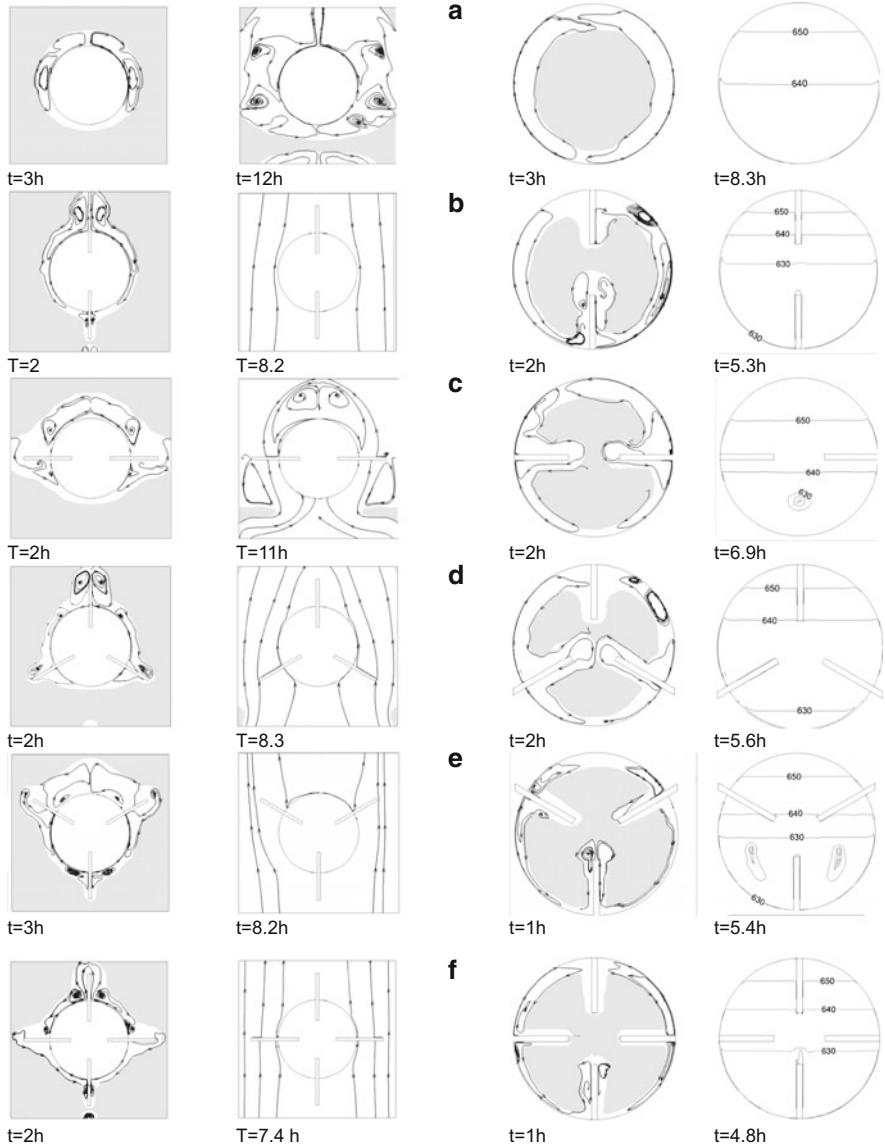 a
650
640
t=3h
t=12h
t=3h
t=8.3h
b
650
640
630
630
T=2
T=8.2
t=2h
t=5.3h
c
650
640
630
T=2h
T=11h
t=2h
t=6.9h
d
650
640
630
t=2h
T=8.3
t=2h
t=5.6h
e
650
640
630
630
t=3h
t=8.2h
t=1h
t=5.4h
f
650
640
630
t=2h
T=7.4 h
t=1h
t=4.8h